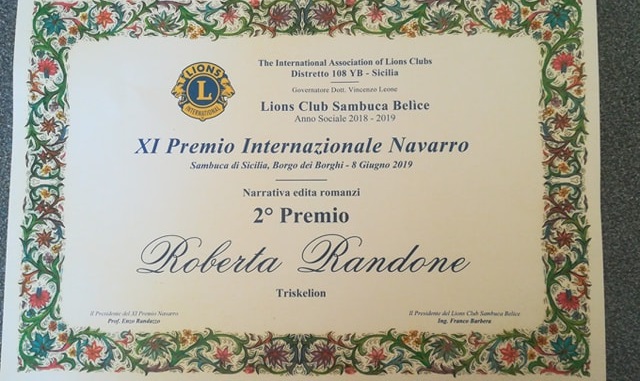 LIONS
L
INTERNATIONAL
The International Association of Lions Clubs
Distretto 108 YB - Sicilia
Governatore Dott. Vincenzo Leone
Lions Club Sambuca Belìce
Anno Sociale 2018 - 2019
XI Premio Internazionale Navarro
Sambuca di Sicilia, Borgo dei Borghi - 8 Giugno 2019
Narrativa edita romanzi
2° Premio
Roberta Randone
Triskelion
Il Presidente del XI Premio Navarro
Prof. Enzo Randazzo
Il Presidente del Lions Club Sambuca Belìce
Ing. Franco Barbera